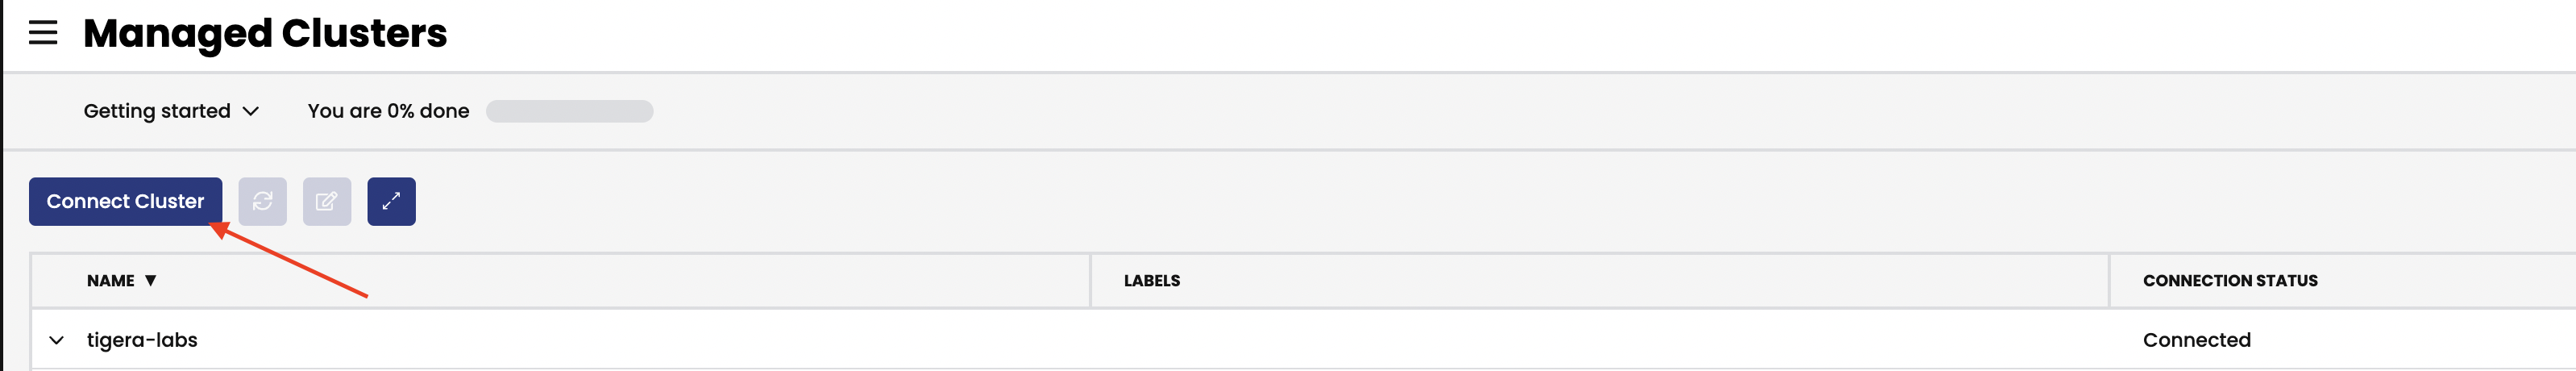 Managed Clusters
Getting started You are 0% done
Connect Cluster
NAME ▼ LABELS CONNECTION STATUS
tigera-labs Connected